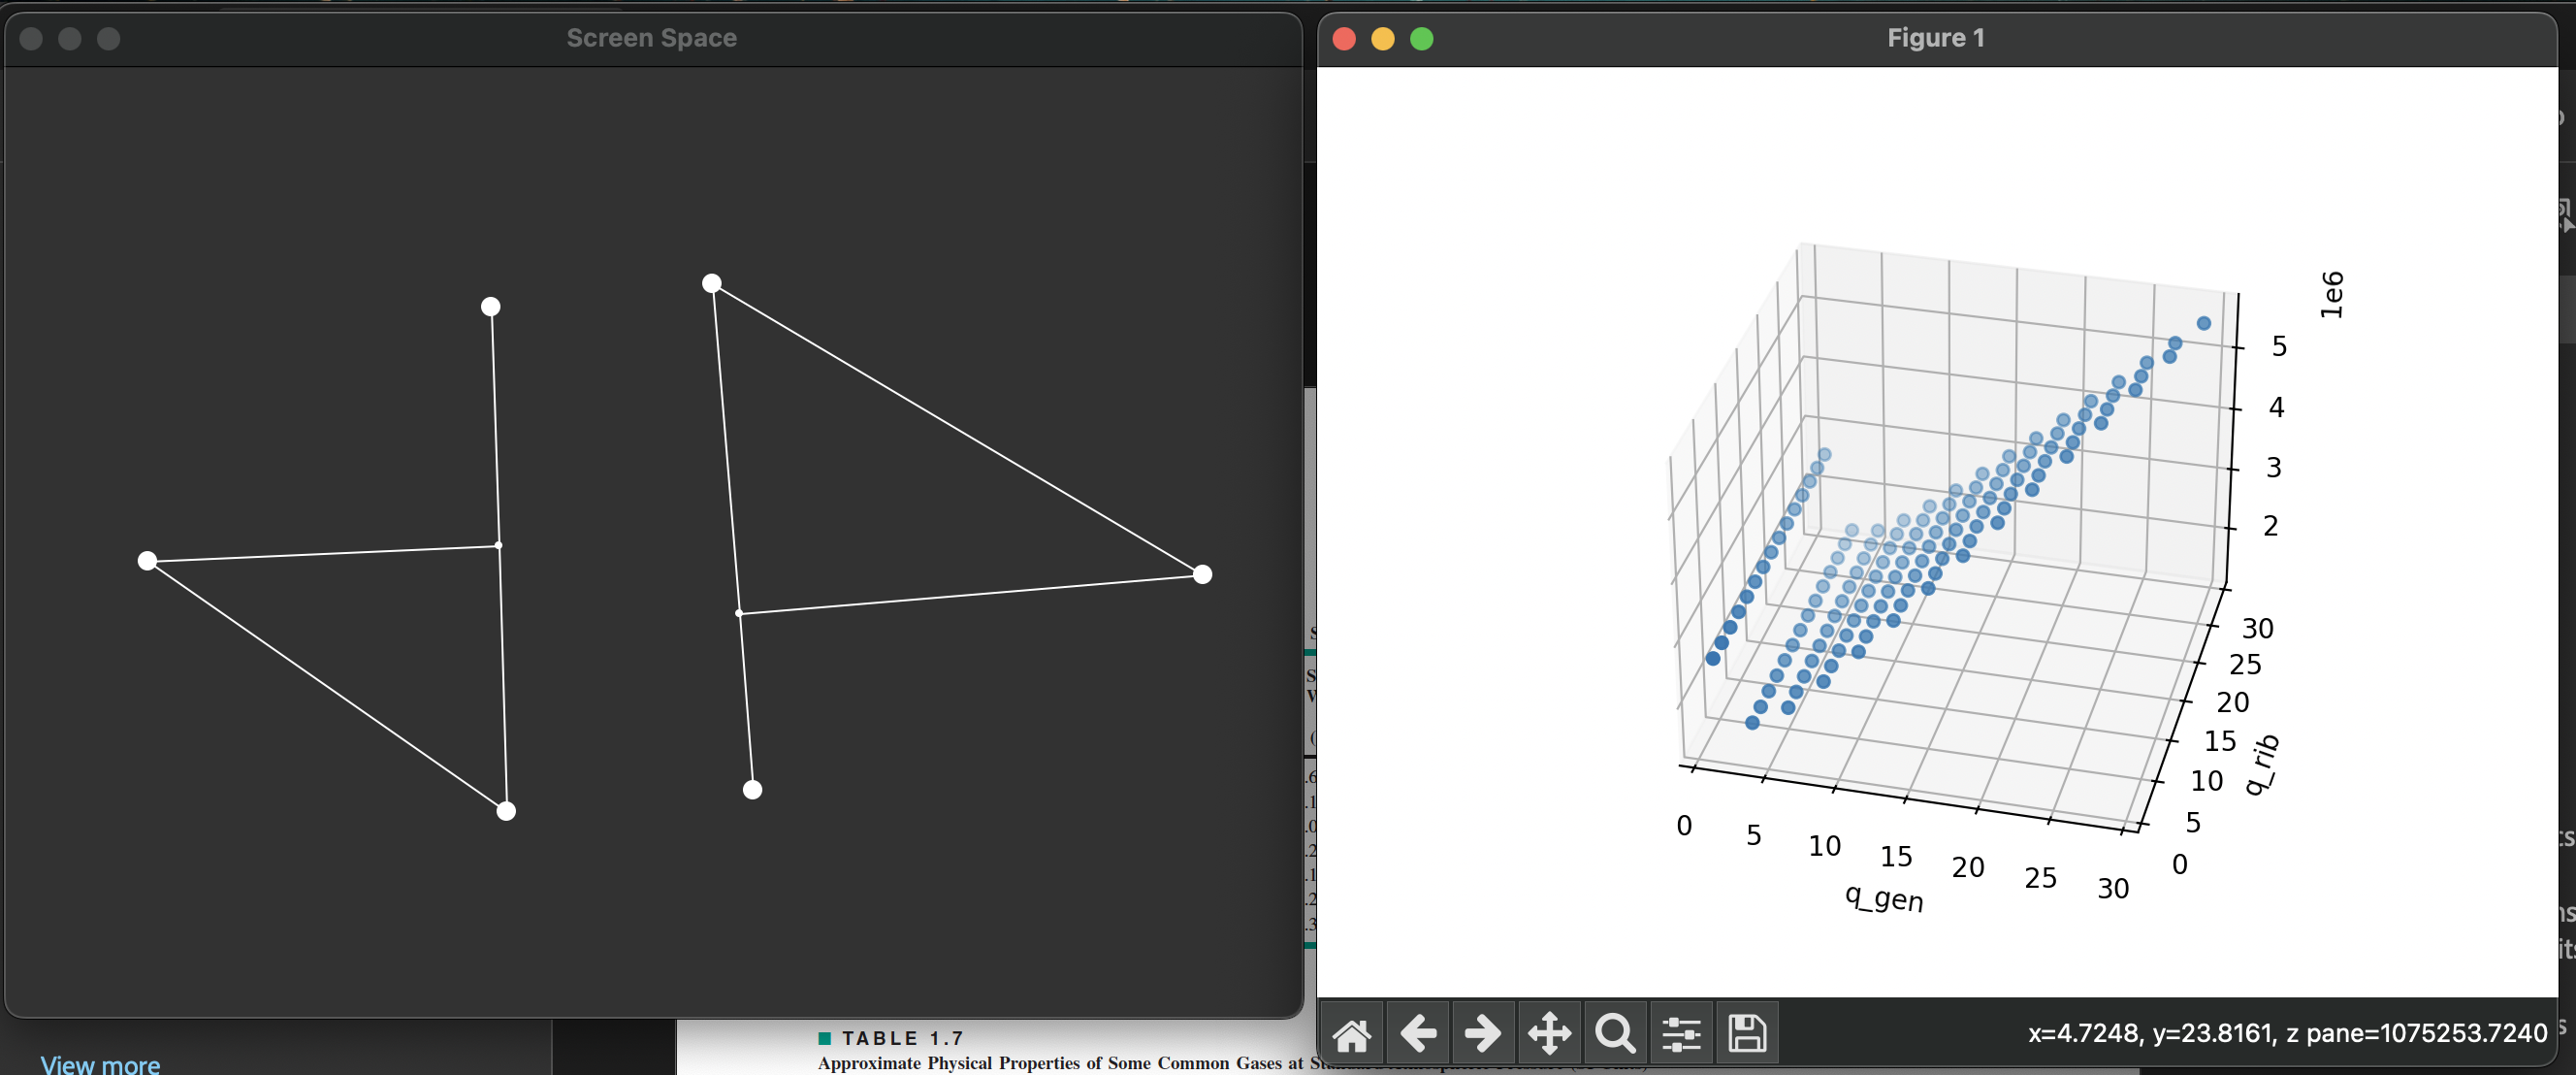 Screen Space
Figure 1
1e6
5
4
3
2
30
25
20
15
10
5
0
q_rib
0
5
10
15
20
25
30
q_gen
x=4.7248, y=23.8161, z pane=1075253.7240
View more
TABLE 1.7
Approximate Physical Properties of Some Common Gases at